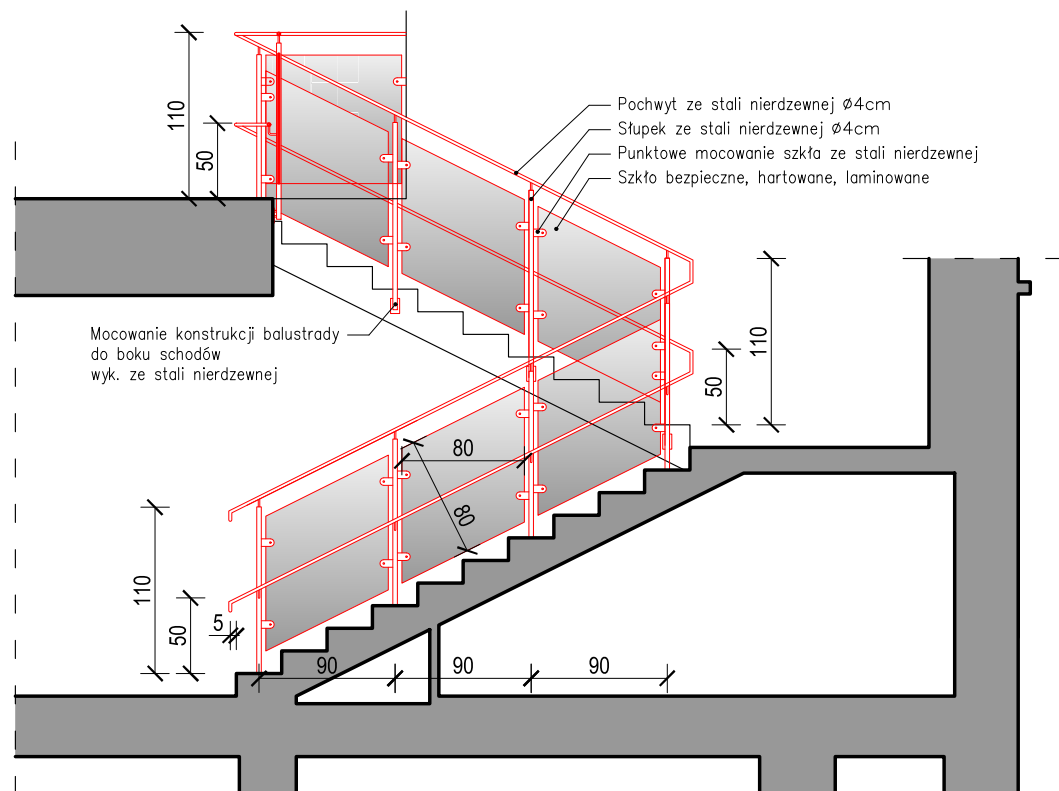 110
50
Pochwyt ze stali nierdzewnej Ø4cm
Słupek ze stali nierdzewnej Ø4cm
Punktowe mocowanie szkła ze stali nierdzewnej
Szkło bezpieczne, hartowane, laminowane
Mocowanie konstrukcji balustrady
do boku schodów
wyk. ze stali nierdzewnej
110
50
80
80
110
50
5
90
90
90